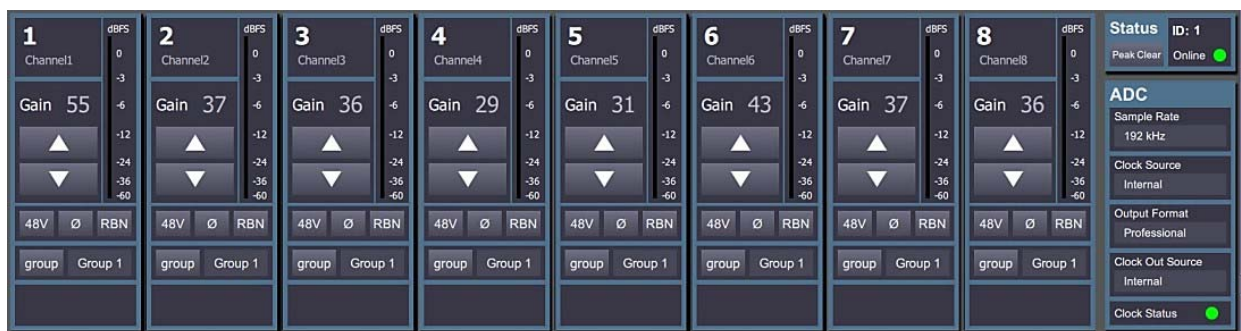 1
Channel1
dBFS
0
-3
-6
-12
-24
-36
-60
Gain 55
48V Ø RBN
group Group 1
2
Channel2
dBFS
0
-3
-6
-12
-24
-36
-60
Gain 37
48V Ø RBN
group Group 1
3
Channel3
dBFS
0
-3
-6
-12
-24
-36
-60
Gain 36
48V Ø RBN
group Group 1
4
Channel4
dBFS
0
-3
-6
-12
-24
-36
-60
Gain 29
48V Ø RBN
group Group 1
5
Channel5
dBFS
0
-3
-6
-12
-24
-36
-60
Gain 31
48V Ø RBN
group Group 1
6
Channel6
dBFS
0
-3
-6
-12
-24
-36
-60
Gain 43
48V Ø RBN
group Group 1
7
Channel7
dBFS
0
-3
-6
-12
-24
-36
-60
Gain 37
48V Ø RBN
group Group 1
8
Channel8
dBFS
0
-3
-6
-12
-24
-36
-60
Gain 36
48V Ø RBN
group Group 1
Status ID: 1
Peak Clear Online
ADC
Sample Rate
192 kHz
Clock Source
Internal
Output Format
Professional
Clock Out Source
Internal
Clock Status